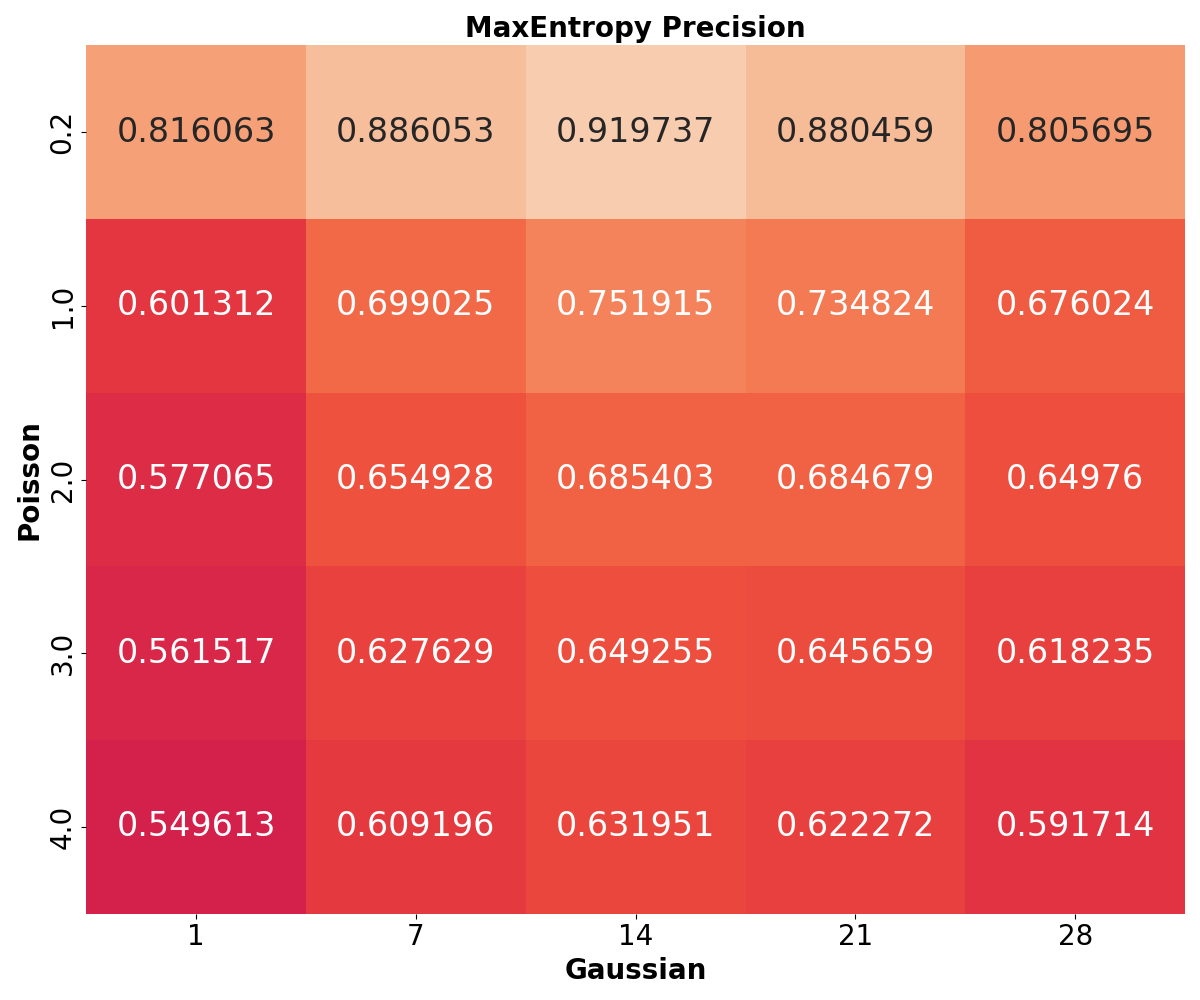 MaxEntropy Precision
0.2 0.816063 0.886053 0.919737 0.880459 0.805695
1.0 0.601312 0.699025 0.751915 0.734824 0.676024
2.0 0.577065 0.654928 0.685403 0.684679 0.64976
3.0 0.561517 0.627629 0.649255 0.645659 0.618235
4.0 0.549613 0.609196 0.631951 0.622272 0.591714
Poisson
1 7 14 21 28
Gaussian